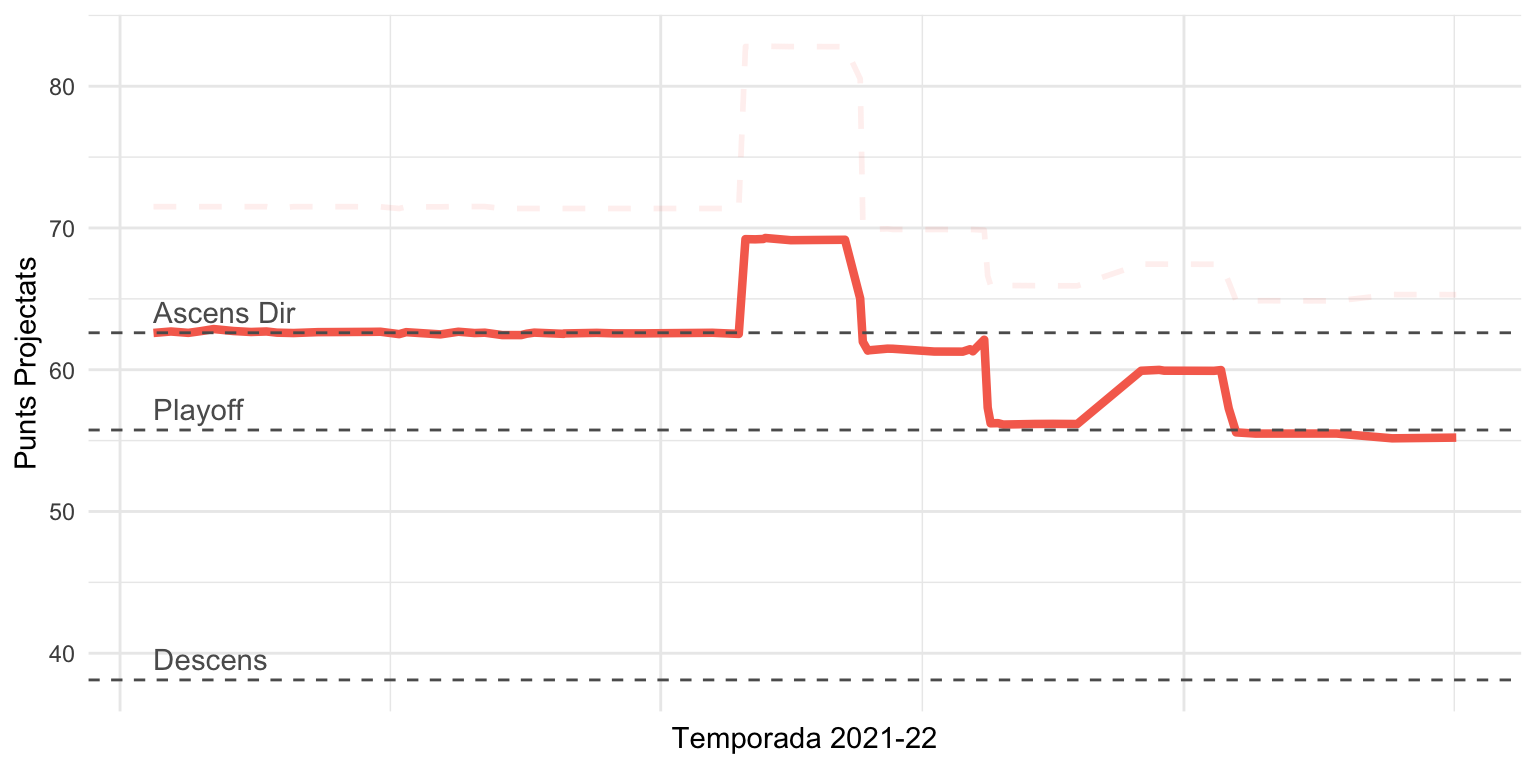 80
70
60
50
40
Punts Projectats
Ascens Dir
Playoff
Descens
Temporada 2021-22